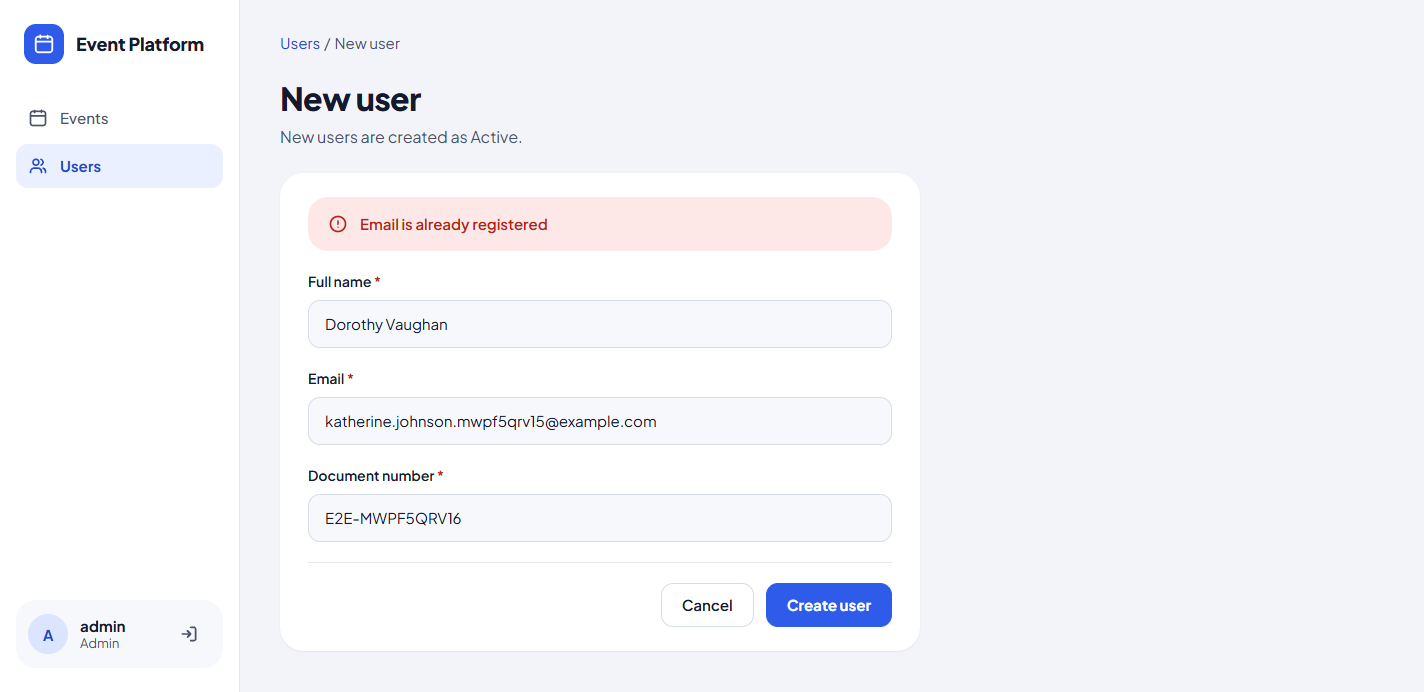 Event Platform
Events
Users
A
admin
Admin
Users / New user
New user
New users are created as Active.
Email is already registered
Full name *
Dorothy Vaughan
Email *
katherine.johnson.mwpf5qrv15@example.com
Document number *
E2E-MWPF5QRV16
Cancel
Create user